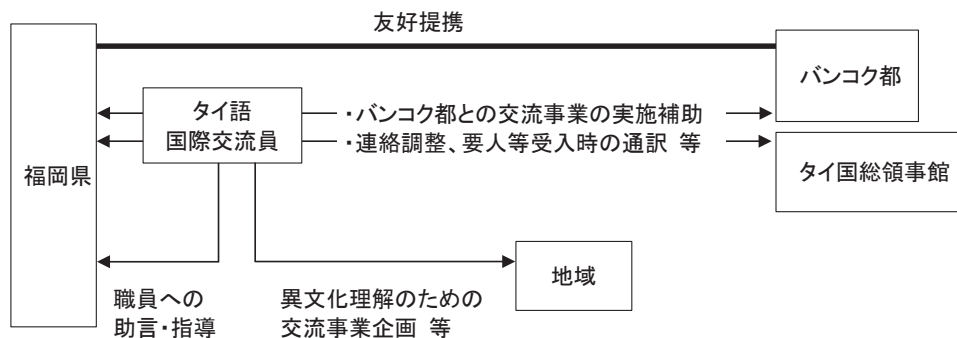 友好提携
バンコク都
タイ語
国際交流員
・バンコク都との交流事業の実施補助
・連絡調整、要人等受入時の通訳 等
福岡県
タイ国総領事館
地域
職員への
助言・指導
異文化理解のための
交流事業企画 等